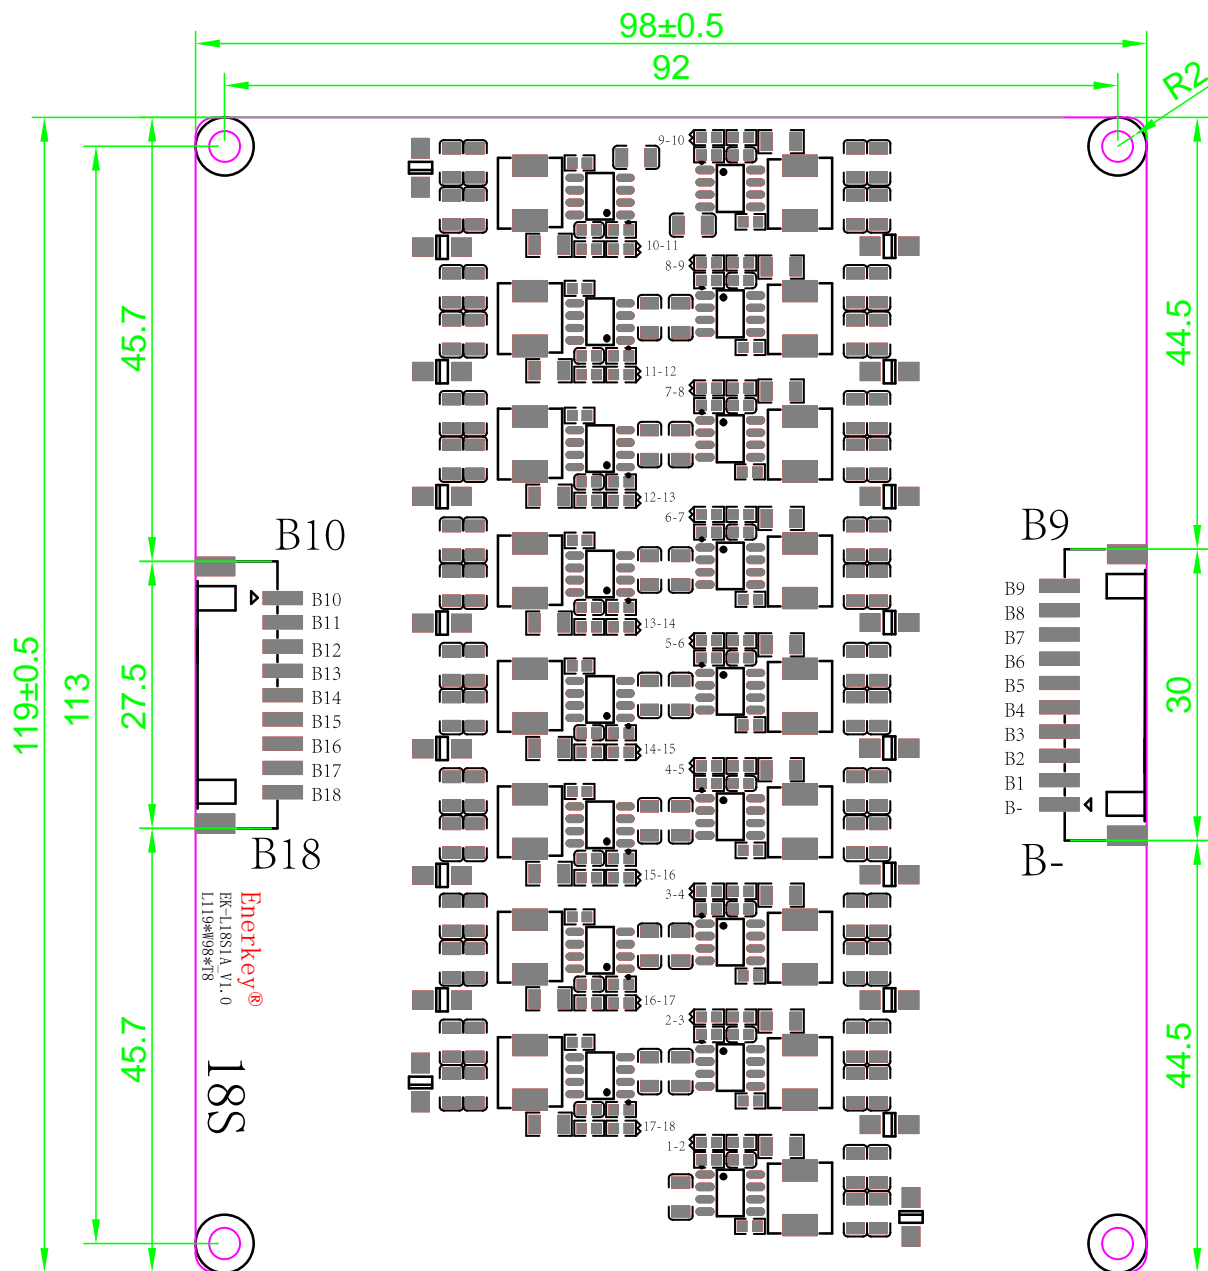 98±0.5
92
R2
119±0.5
113
45.7
27.5
45.7
44.5
30
44.5
9-10
10-11
8-9
11-12
7-8
12-13
6-7
13-14
5-6
14-15
4-5
15-16
3-4
16-17
2-3
17-18
1-2
B10
B10
B11
B12
B13
B14
B15
B16
B17
B18
B18
B9
B9
B8
B7
B6
B5
B4
B3
B2
B1
B-
B-
Enerkey®
EK-L18S1A_V1.0
L119*W98*T8
18S